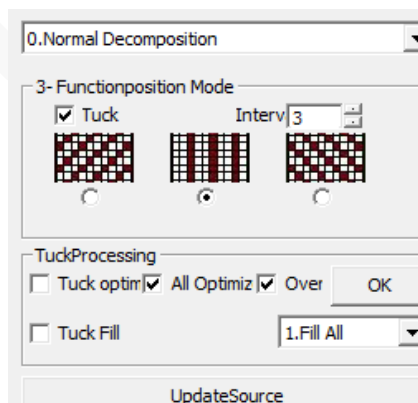 0.Normal Decomposition
3- Functionposition Mode
Tuck Interv 3
TuckProcessing
Tuck optim All Optimiz Over OK
Tuck Fill 1.Fill All
UpdateSource